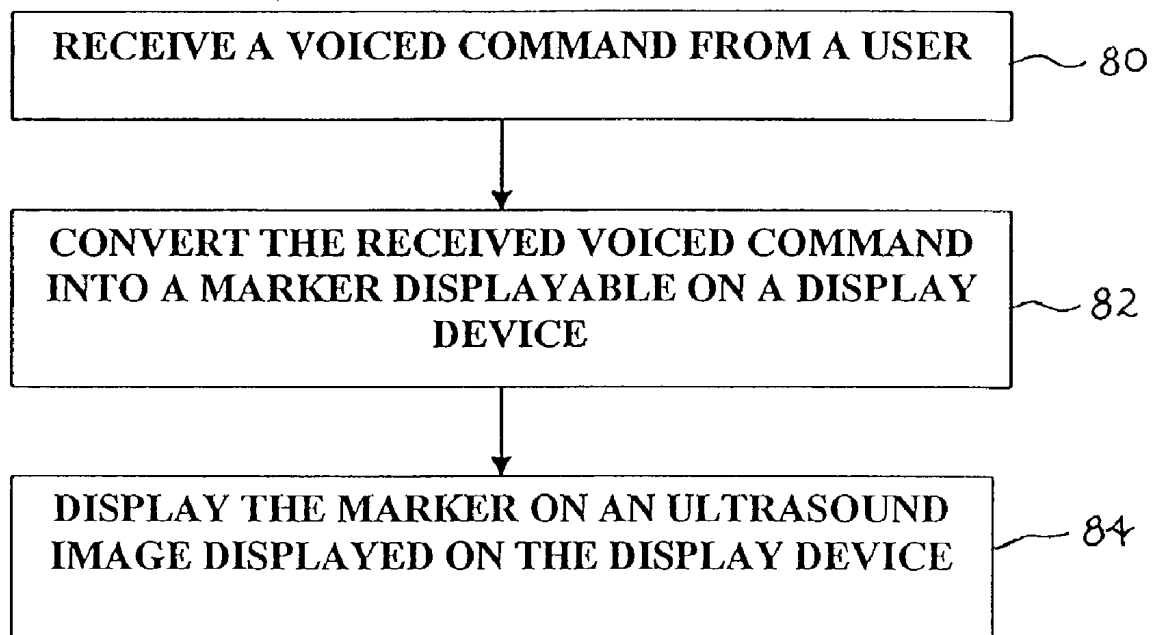 RECEIVE A VOICED COMMAND FROM A USER
80
CONVERT THE RECEIVED VOICED COMMAND
INTO A MARKER DISPLAYABLE ON A DISPLAY
DEVICE
82
DISPLAY THE MARKER ON AN ULTRASOUND
IMAGE DISPLAYED ON THE DISPLAY DEVICE
84